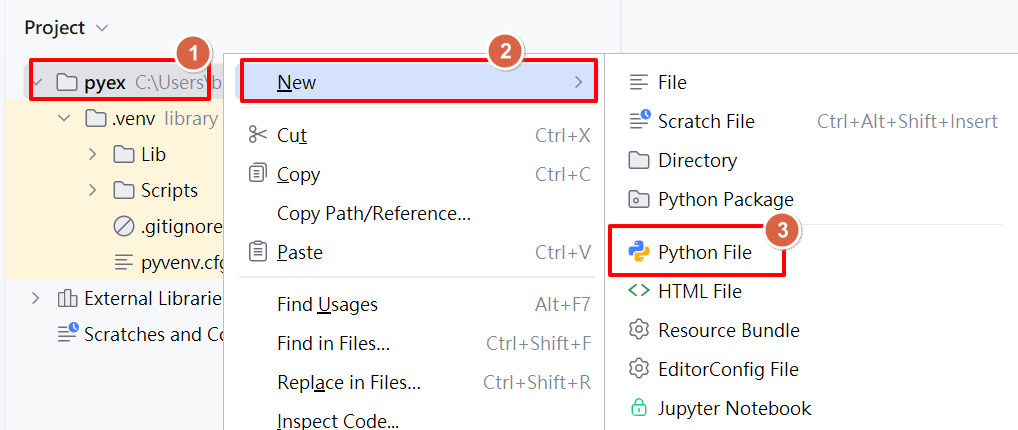 Project
1
pyex C:\Users\b
.venv library
Lib
Scripts
.gitignore
pyvenv.cfg
External Librarie
Scratches and Co
2
New
Cut Ctrl+X
Copy Ctrl+C
Copy Path/Reference...
Paste Ctrl+V
Find Usages Alt+F7
Find in Files... Ctrl+Shift+F
Replace in Files... Ctrl+Shift+R
Inspect Code...
File
Scratch File Ctrl+Alt+Shift+Insert
Directory
Python Package
3
Python File
HTML File
Resource Bundle
EditorConfig File
Jupyter Notebook